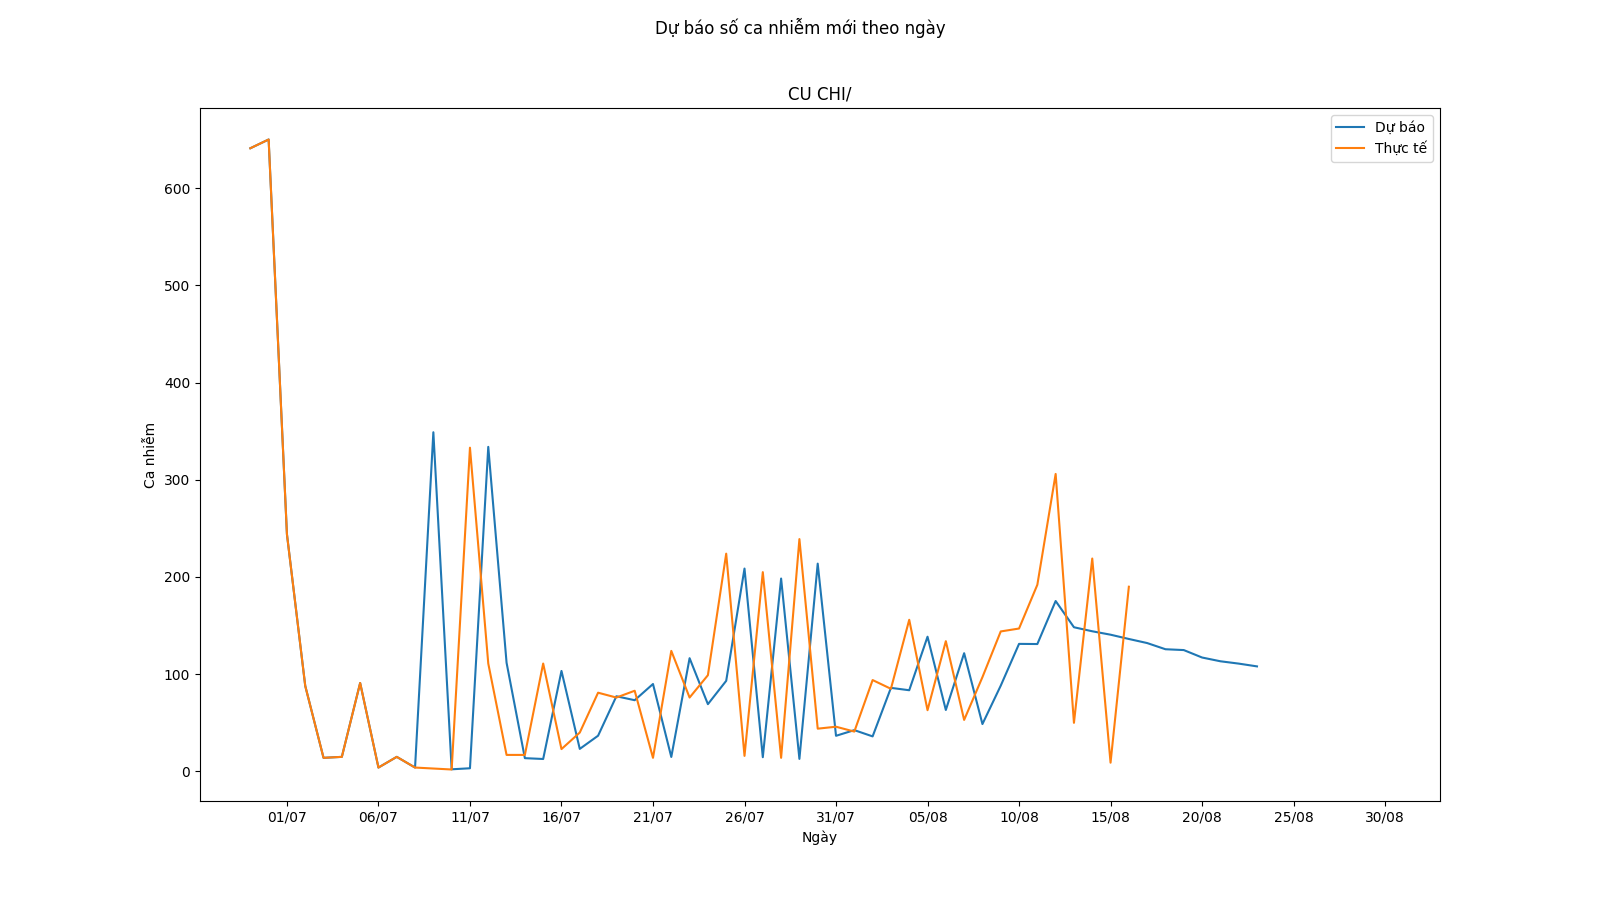 Dự báo số ca nhiễm mới theo ngày
CU CHI/
Dự báo
Thực tế
600
500
400
300
200
100
0
Ca nhiễm
01/07 06/07 11/07 16/07 21/07 26/07 31/07 05/08 10/08 15/08 20/08 25/08 30/08
Ngày